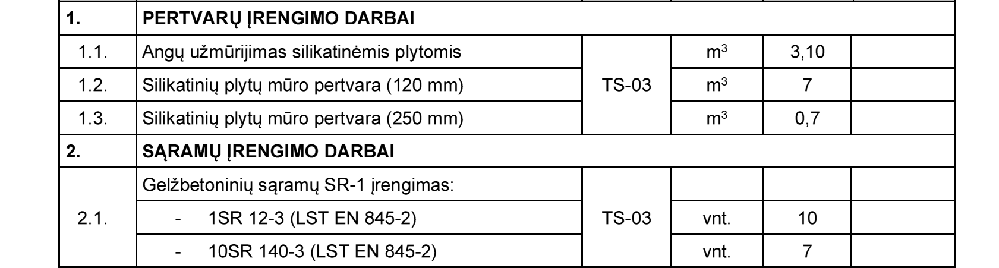 1. PERTVARŲ ĮRENGIMO DARBAI
1.1. Angų užmūrijimas silikatinėmis plytomis TS-03 m³ 3,10
1.2. Silikatinių plytų mūro pertvara (120 mm) m³ 7
1.3. Silikatinių plytų mūro pertvara (250 mm) m³ 0,7
2. SĄRAMŲ ĮRENGIMO DARBAI
2.1. Gelžbetoninių sąramų SR-1 įrengimas: TS-03
- 1SR 12-3 (LST EN 845-2) vnt. 10
- 10SR 140-3 (LST EN 845-2) vnt. 7